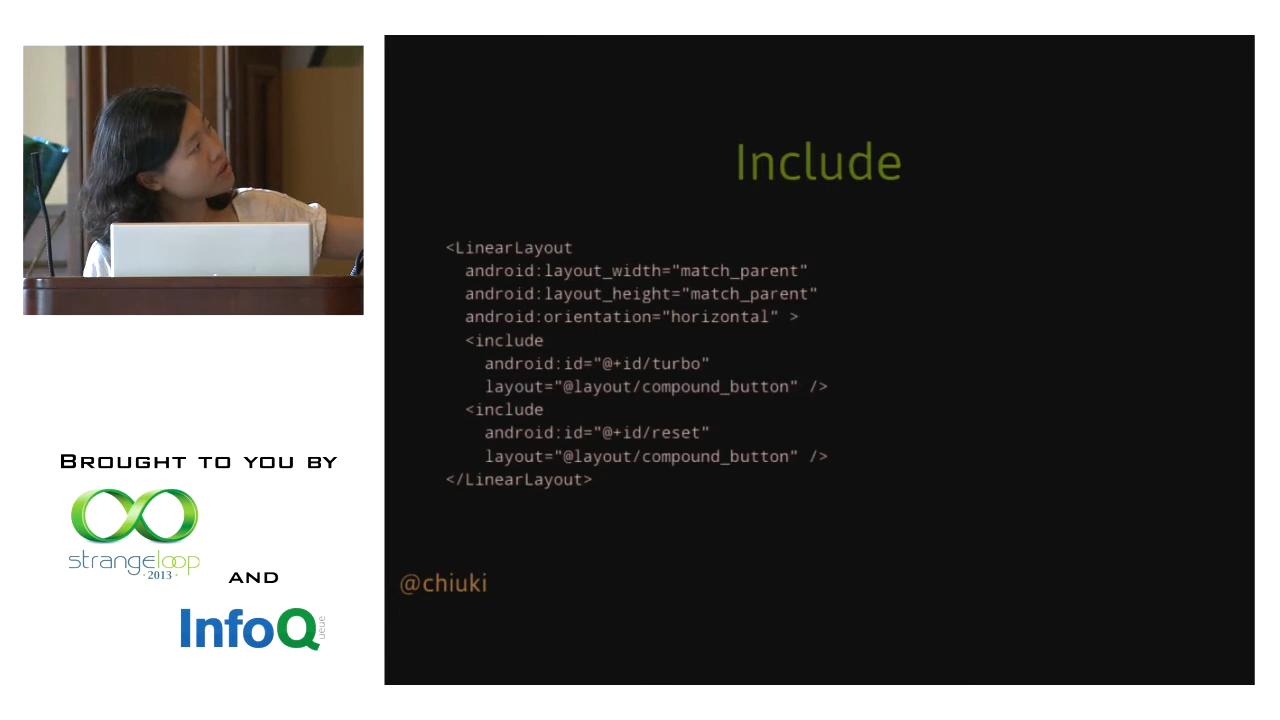 Include
<LinearLayout
android:layout_width="match_parent"
android:layout_height="match_parent"
android:orientation="horizontal" >
<include
android:id="@+id/turbo"
layout="@layout/compound_button" />
<include
android:id="@+id/reset"
layout="@layout/compound_button" />
</LinearLayout>
@chiuki
BROUGHT TO YOU BY
strangeloop
·2013·
AND
InfoQ
ueue